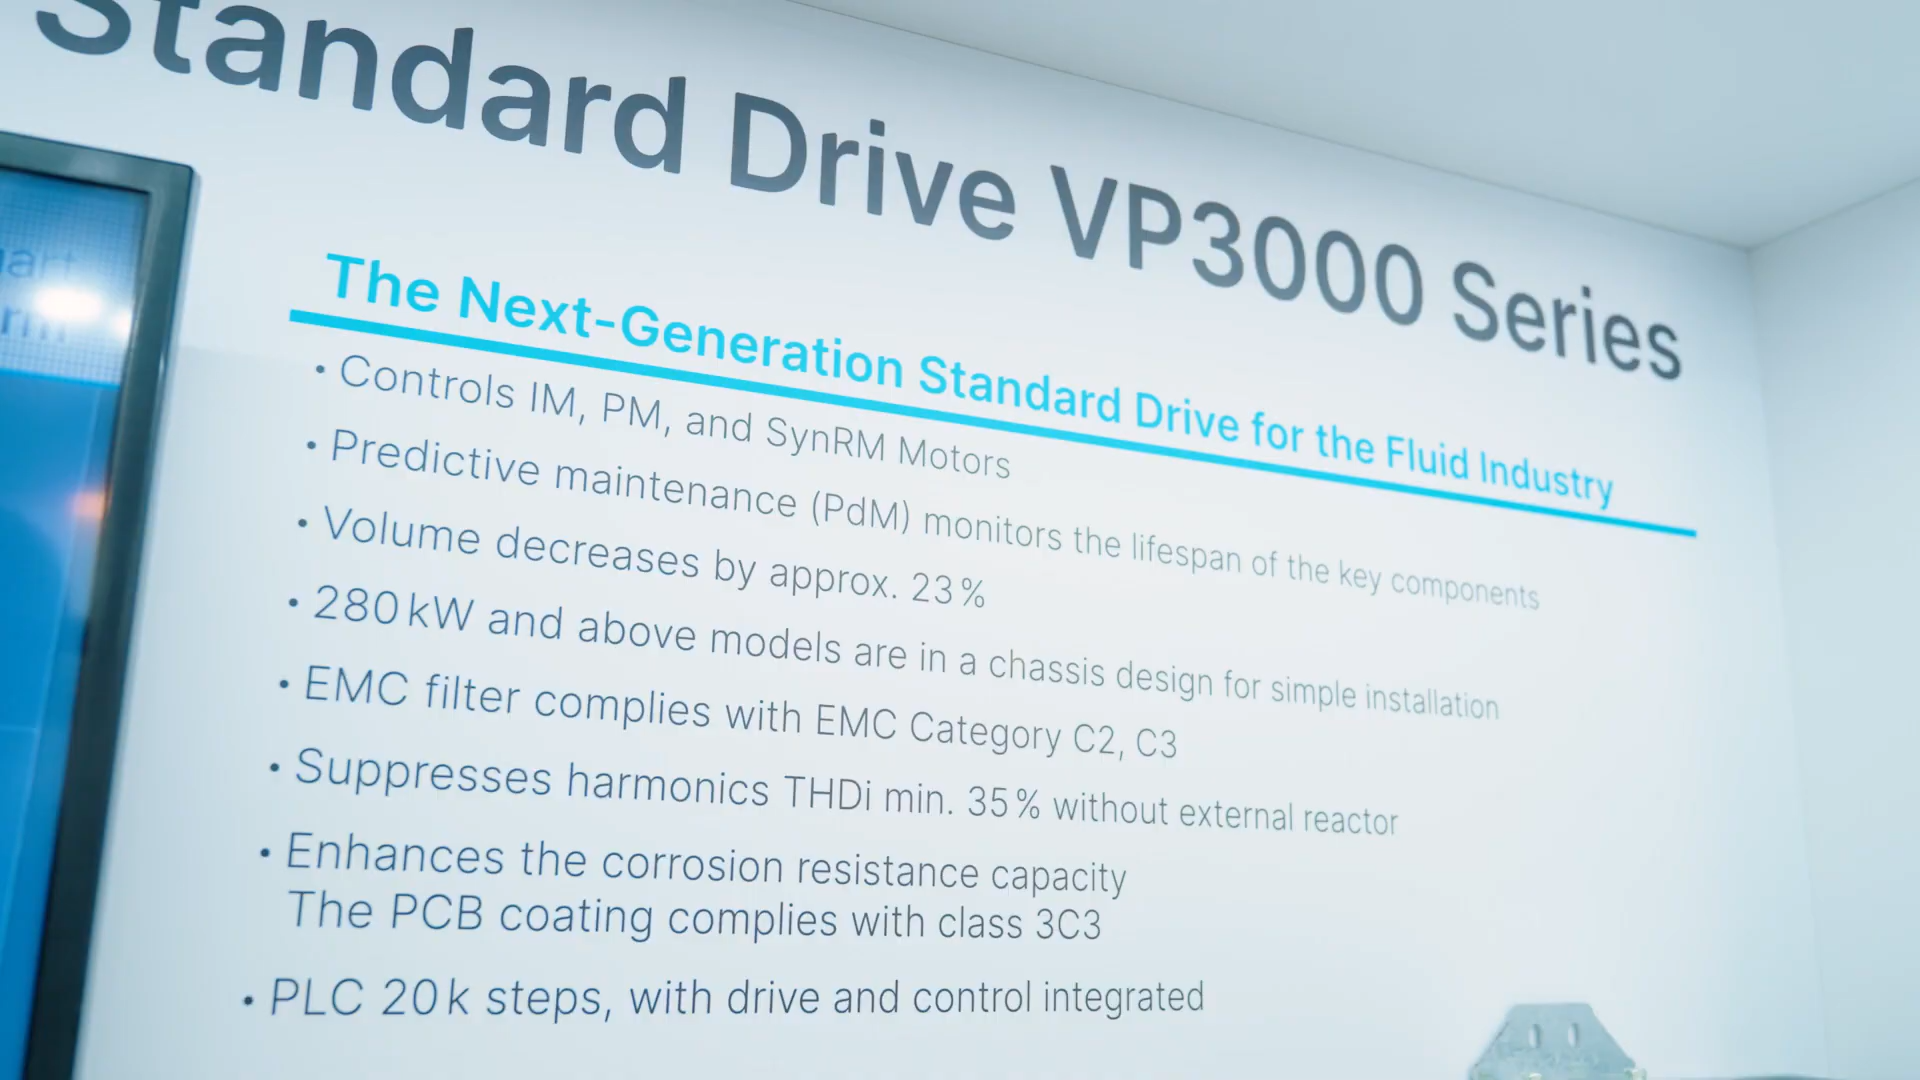 Standard Drive VP3000 Series
The Next-Generation Standard Drive for the Fluid Industry
• Controls IM, PM, and SynRM Motors
• Predictive maintenance (PdM) monitors the lifespan of the key components
• Volume decreases by approx. 23%
• 280kW and above models are in a chassis design for simple installation
• EMC filter complies with EMC Category C2, C3
• Suppresses harmonics THDi min. 35% without external reactor
• Enhances the corrosion resistance capacity
The PCB coating complies with class 3C3
• PLC 20k steps, with drive and control integrated